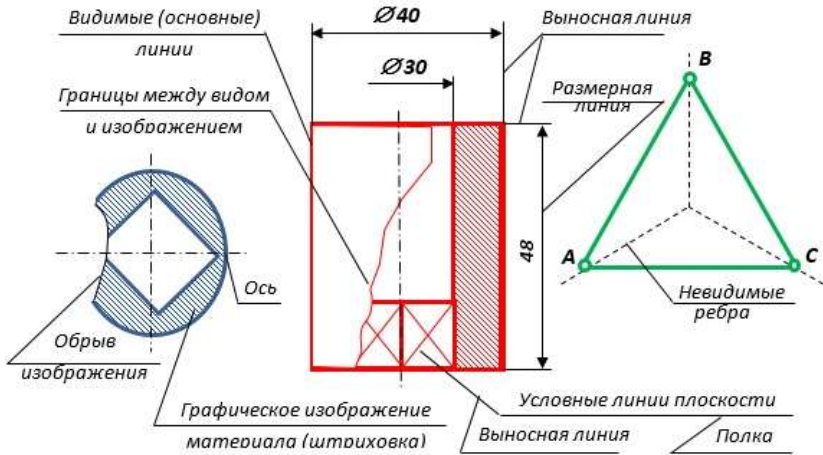 Видимые (основные)
линии
Ø40
Выносная линия
Ø30
B
Границы между видом
и изображением
Размерная
линия
48
A
C
Ось
Невидимые
ребра
Обрыв
изображения
Условные линии плоскости
Графическое изображение
материала (штриховка)
Выносная линия
Полка